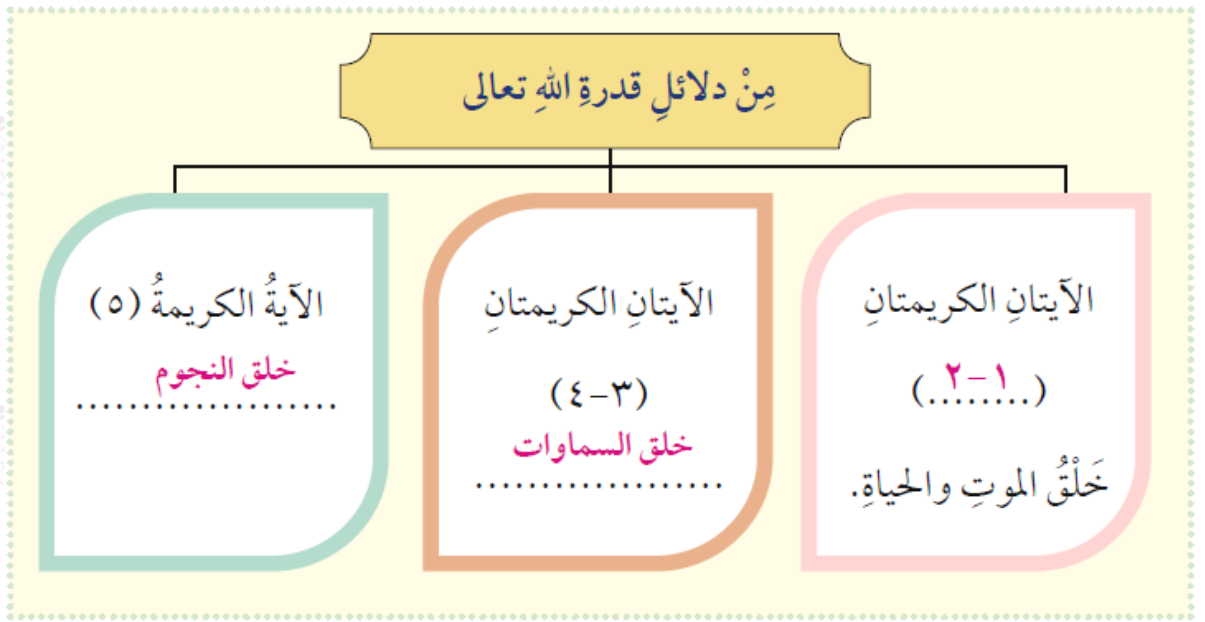 مِنْ دلائلِ قدرةِ اللهِ تعالى
الآيتانِ الكريمتانِ
(........١-٢)
خَلْقُ الموتِ والحياةِ.
الآيتانِ الكريمتانِ
(٣-٤)
خلق السماوات
...................
الآيةُ الكريمةُ (٥)
خلق النجوم
....................